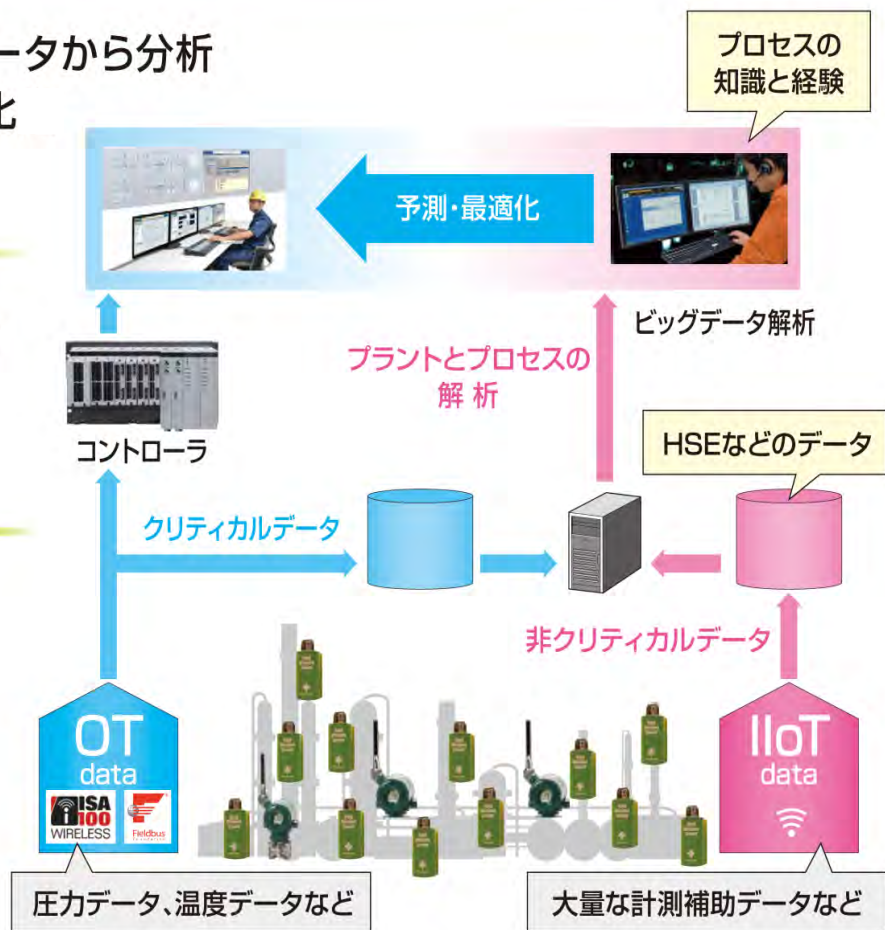 ータから分析
化
プロセスの
知識と経験
予測・最適化
ビッグデータ解析
プラントとプロセスの
解 析
コントローラ
HSEなどのデータ
クリティカルデータ
非クリティカルデータ
OT
data
ISA
100
WIRELESS
Fieldbus
IIoT
data
圧力データ、温度データなど
大量な計測補助データなど